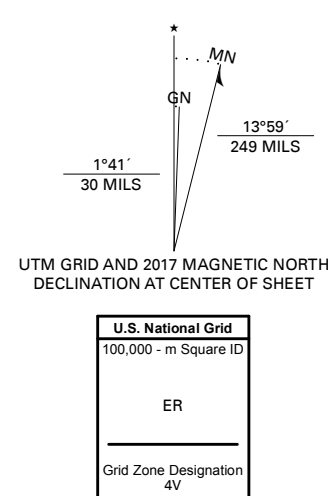 ★
MN
GN
13°59´
249 MILS
1°41´
30 MILS
UTM GRID AND 2017 MAGNETIC NORTH
DECLINATION AT CENTER OF SHEET
U.S. National Grid
100,000 - m Square ID
ER
Grid Zone Designation
4V